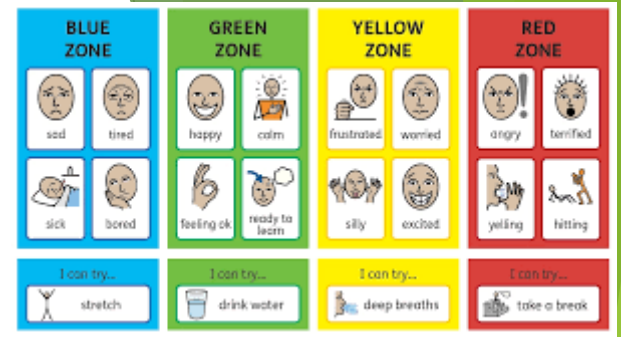 BLUE
ZONE
sad
tired
sick
bored
I can try...
stretch
GREEN
ZONE
happy
calm
feeling ok
ready to
learn
I can try...
drink water
YELLOW
ZONE
frustrated
worried
silly
excited
I can try...
deep breaths
RED
ZONE
angry
terrified
yelling
hitting
I can try...
take a break